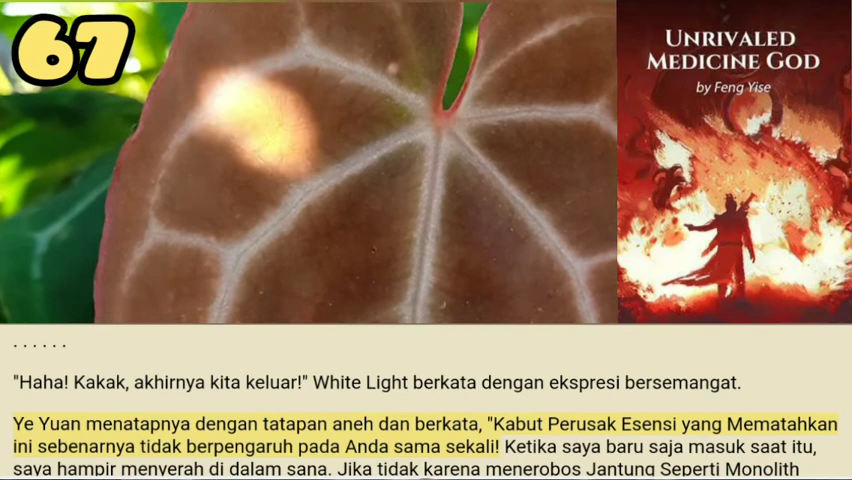 67
UNRIVALED
MEDICINE GOD
by Feng Yise
. . . . . .
"Haha! Kakak, akhirnya kita keluar!" White Light berkata dengan ekspresi bersemangat.
Ye Yuan menatapnya dengan tatapan aneh dan berkata, "Kabut Perusak Esensi yang Mematahkan
ini sebenarnya tidak berpengaruh pada Anda sama sekali! Ketika saya baru saja masuk saat itu,
saya hampir menyerah di dalam sana. Jika tidak karena menerobos Jantung Seperti Monolith